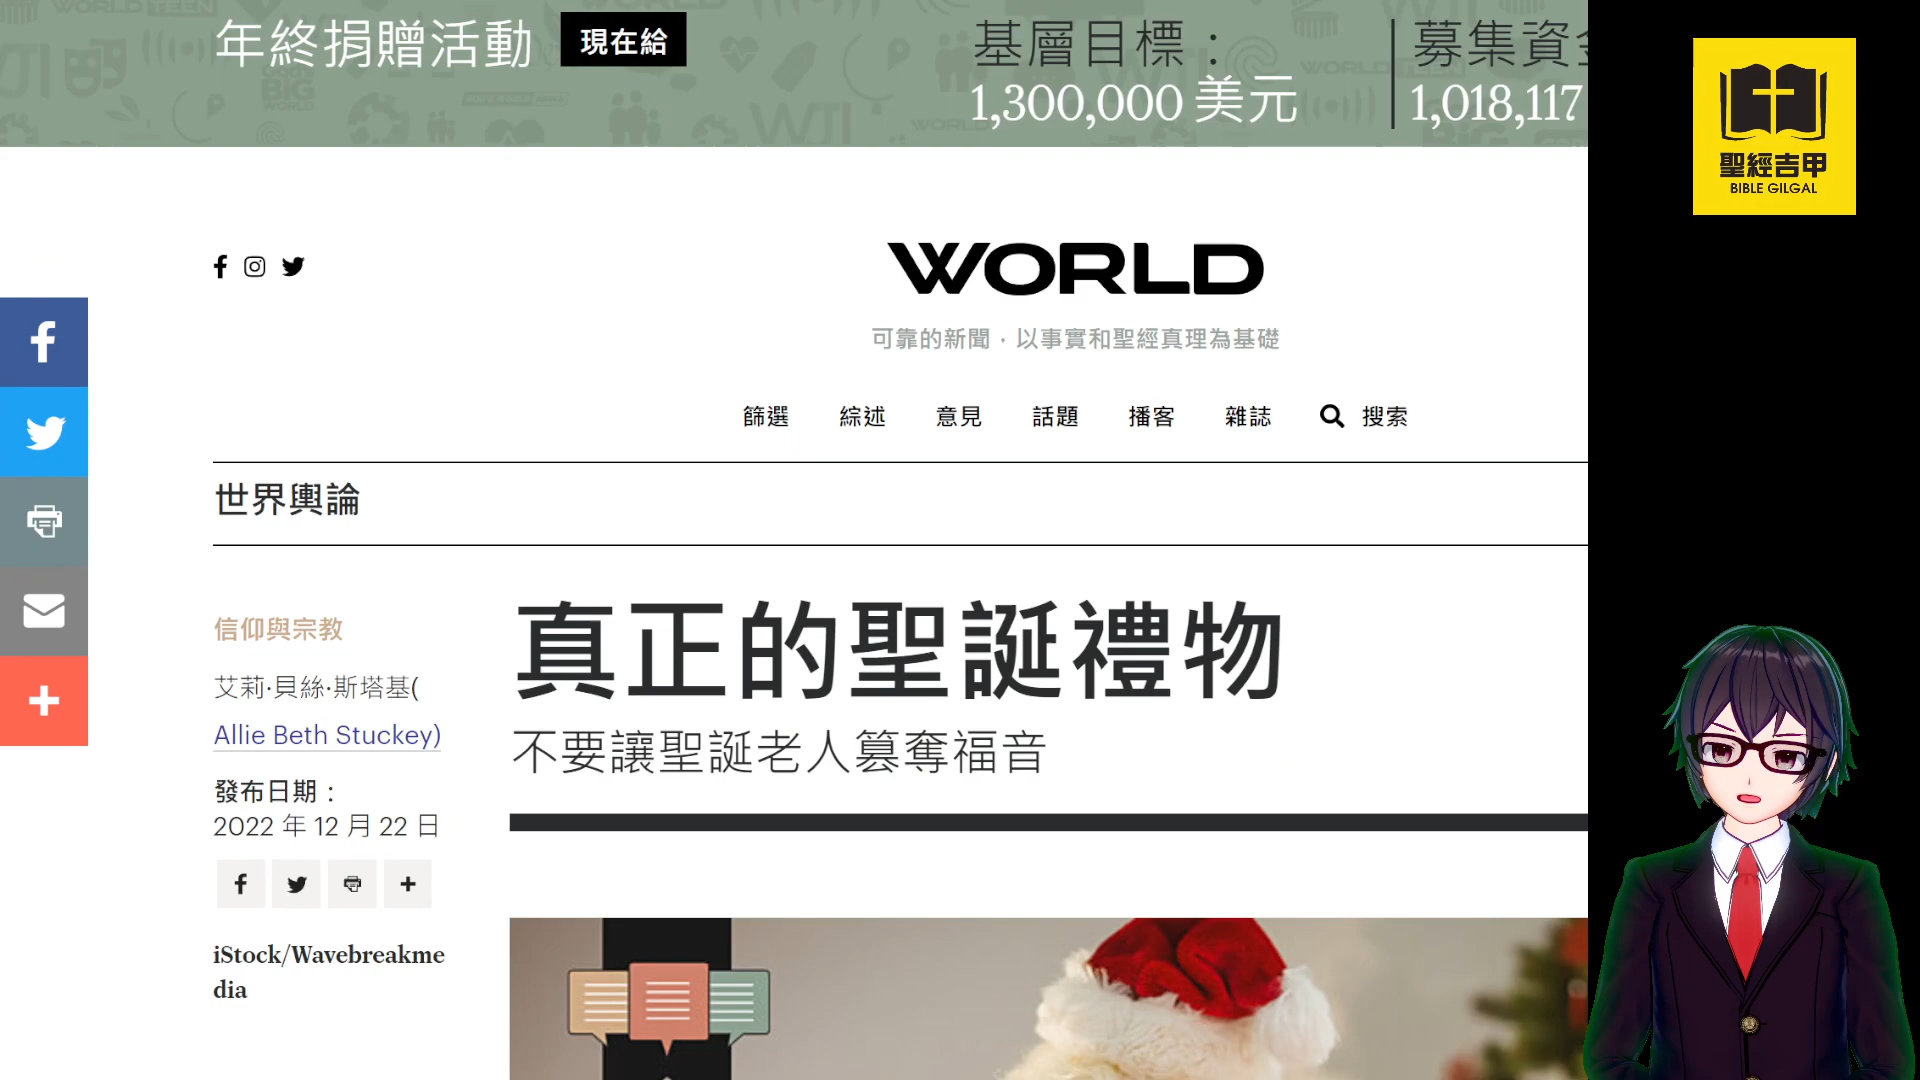 年終捐贈活動
現在給
基層目標：
1,300,000 美元
募集資金
1,018,117
聖經吉甲
BIBLE GILGAL
WORLD
可靠的新聞，以事實和聖經真理為基礎
篩選 綜述 意見 話題 播客 雜誌 搜索
世界輿論
信仰與宗教
真正的聖誕禮物
不要讓聖誕老人篡奪福音
艾莉·貝絲·斯塔基(
Allie Beth Stuckey)
發布日期：
2022 年 12 月 22 日
iStock/Wavebreakme
dia